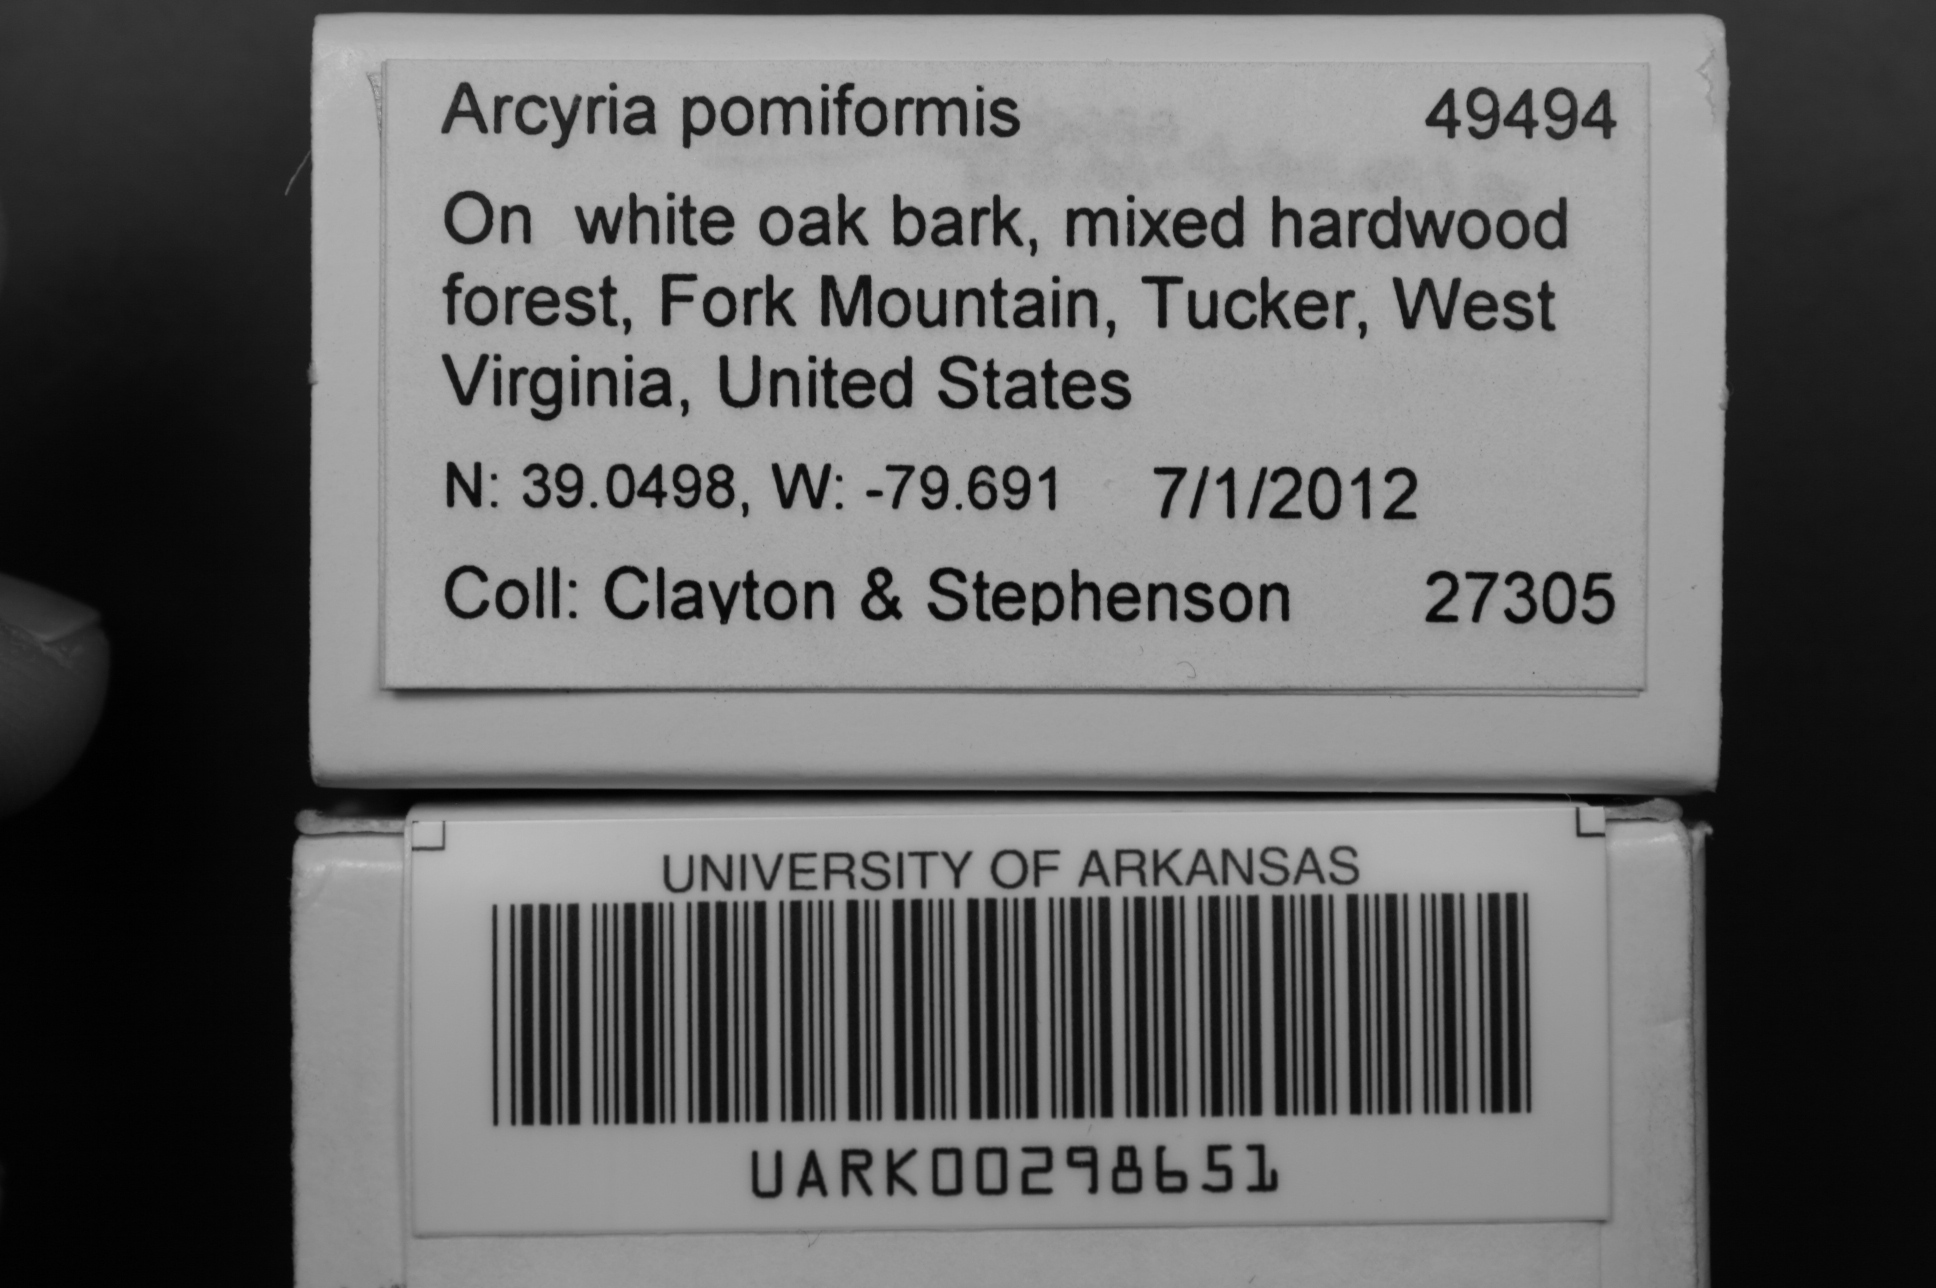 Arcyria pomiformis 49494
On white oak bark, mixed hardwood
forest, Fork Mountain, Tucker, West
Virginia, United States
N: 39.0498, W: -79.691 7/1/2012
Coll: Clayton & Stephenson 27305
UNIVERSITY OF ARKANSAS
UARK00298651